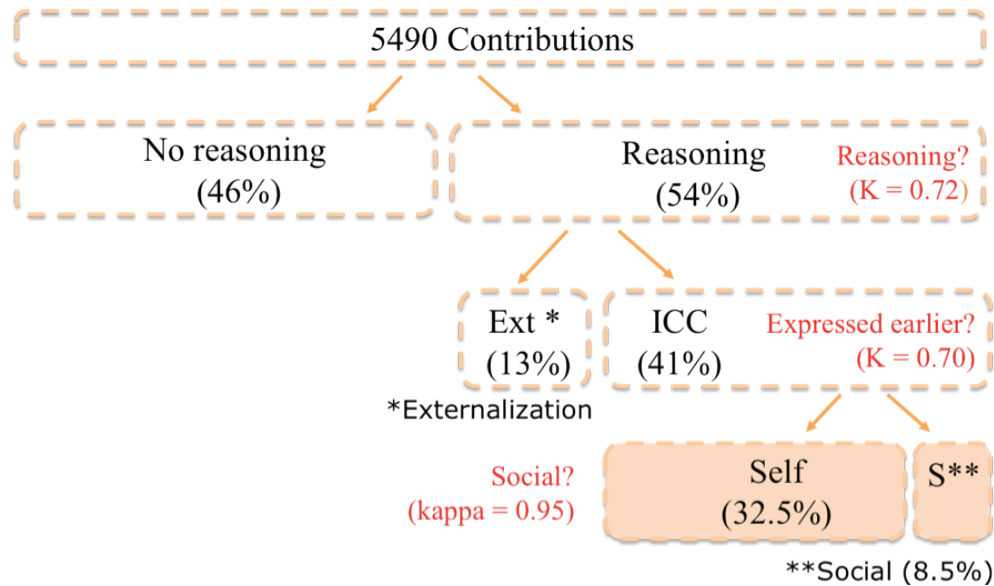 5490 Contributions
No reasoning
(46%)
Reasoning
(54%)
Reasoning?
(K = 0.72)
Ext *
(13%)
ICC
(41%)
Expressed earlier?
(K = 0.70)
*Externalization
Social?
(kappa = 0.95)
Self
(32.5%)
S**
**Social (8.5%)